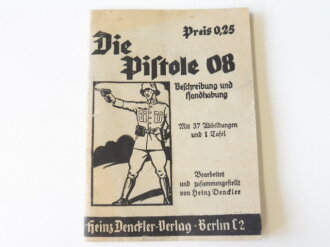 Preis 0,25
Die
Pistole 08
Beschreibung und
Handhabung
Mit 37 Abbildungen
und 1 Tafel
Bearbeitet
und zusammengestellt
von Heinz Denckler
Heinz Denckler-Verlag · Berlin C2